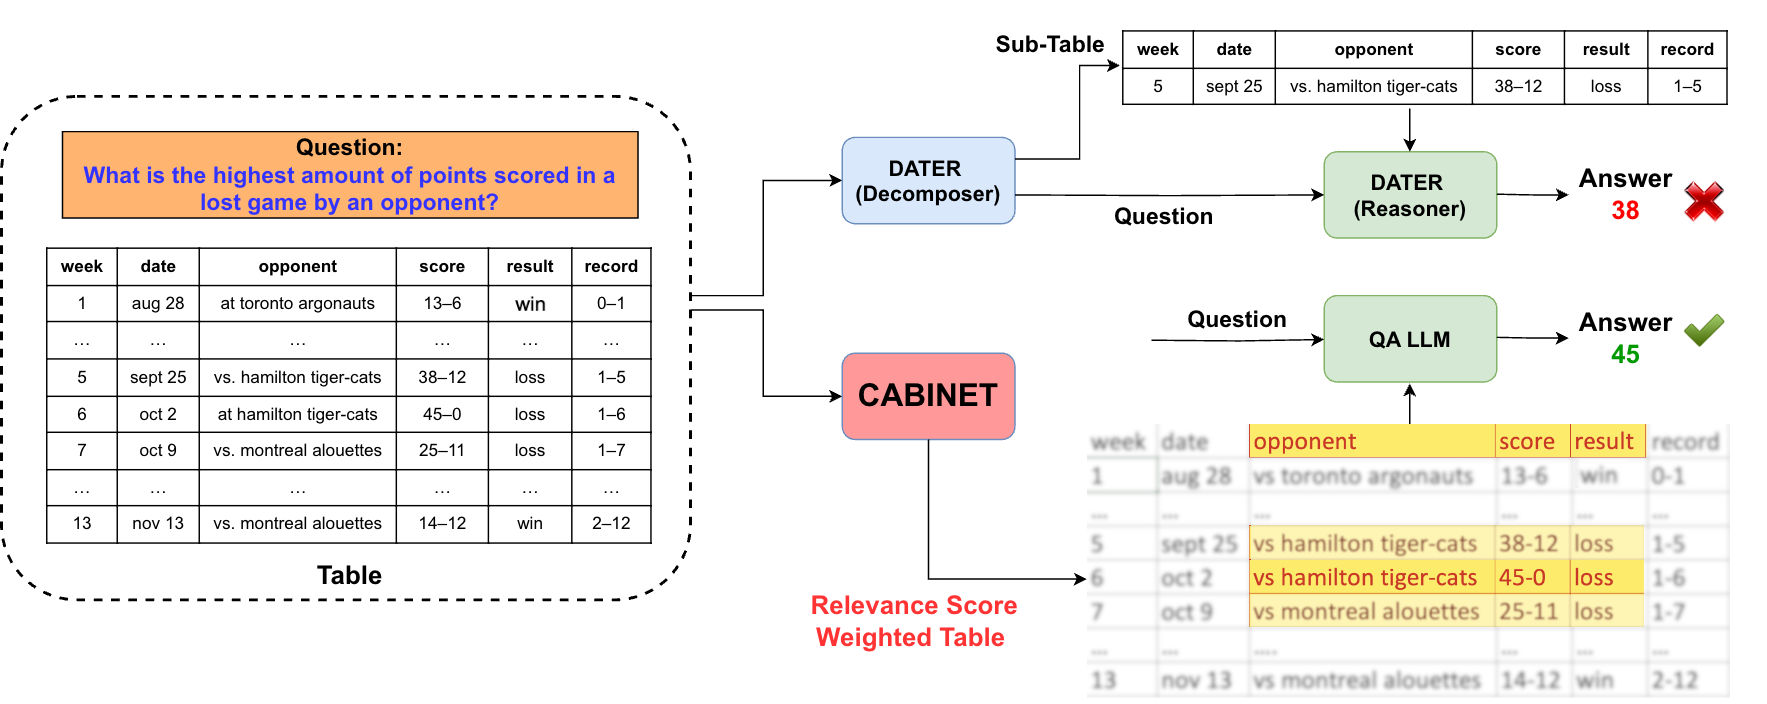 Question:
What is the highest amount of points scored in a
lost game by an opponent?
week date opponent score result record
1 aug 28 at toronto argonauts 13–6 win 0–1
... ... ... ... ... ...
5 sept 25 vs. hamilton tiger-cats 38–12 loss 1–5
6 oct 2 at hamilton tiger-cats 45–0 loss 1–6
7 oct 9 vs. montreal alouettes 25–11 loss 1–7
... ... ... ... ... ...
13 nov 13 vs. montreal alouettes 14–12 win 2–12
Table
DATER
(Decomposer)
Sub-Table
week date opponent score result record
5 sept 25 vs. hamilton tiger-cats 38–12 loss 1–5
Question
DATER
(Reasoner)
Answer
38
CABINET
Relevance Score
Weighted Table
Question
QA LLM
Answer
45
week date opponent score result record
1 aug 28 vs toronto argonauts 13-6 win 0-1
... ... ... ... ... ...
5 sept 25 vs hamilton tiger-cats 38-12 loss 1-5
6 oct 2 vs hamilton tiger-cats 45-0 loss 1-6
7 oct 9 vs montreal alouettes 25-11 loss 1-7
... ... .... ... ... ...
13 nov 13 vs montreal alouettes 14-12 win 2-12